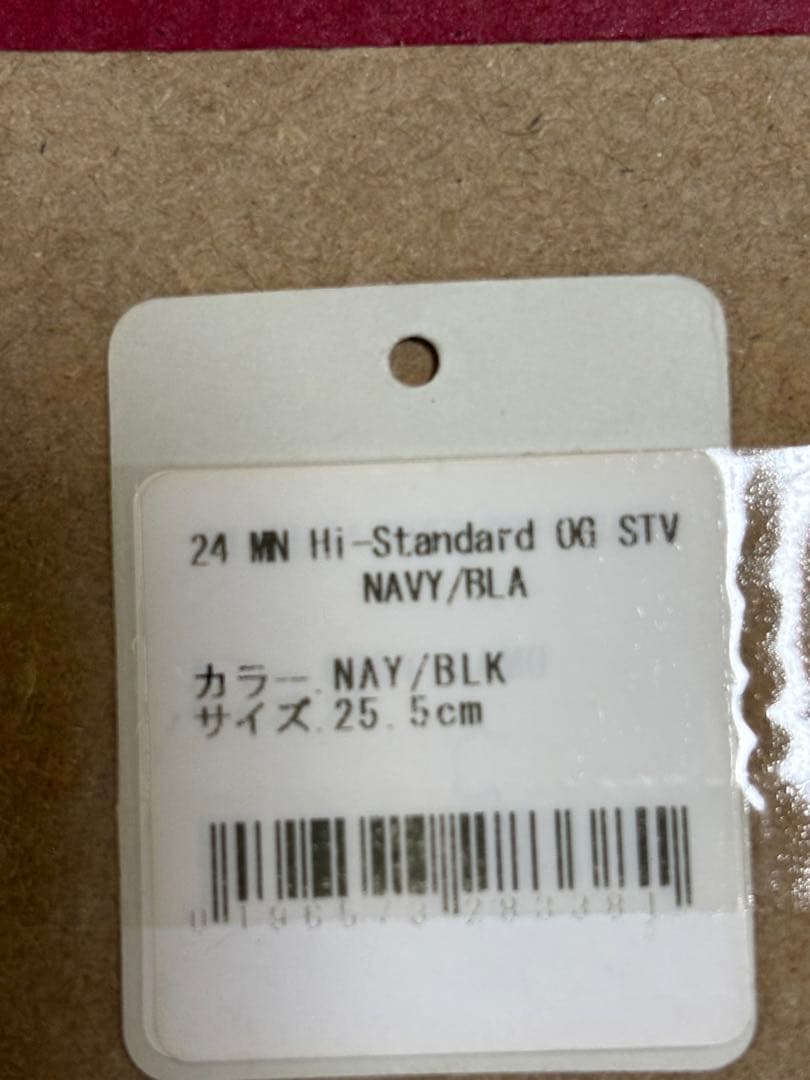 24 MN Hi-Standard OG STV
NAVY/BLA
カラー.NAY/BLK
サイズ.25.5cm